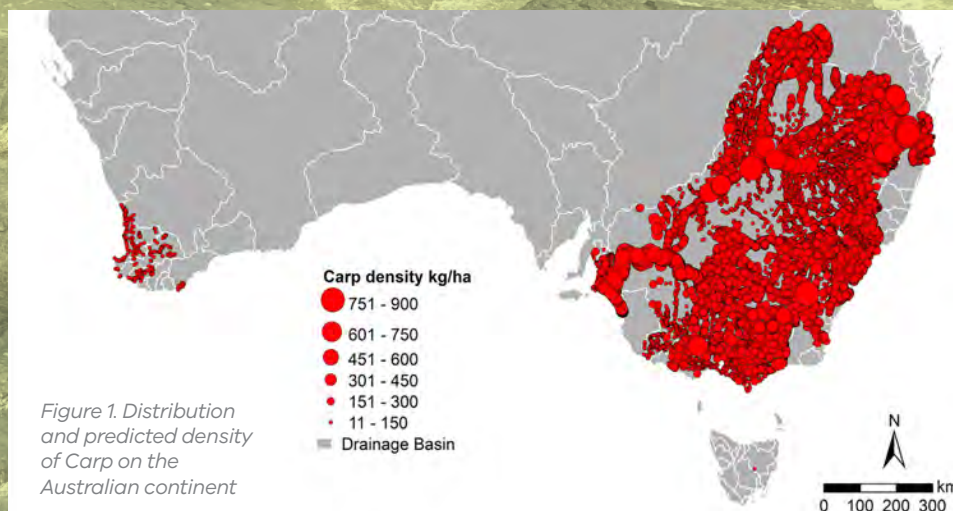 Carp density kg/ha
751 - 900
601 - 750
451 - 600
301 - 450
151 - 300
11 - 150
Drainage Basin
Figure 1. Distribution
and predicted density
of Carp on the
Australian continent
N
km
0 100 200 300